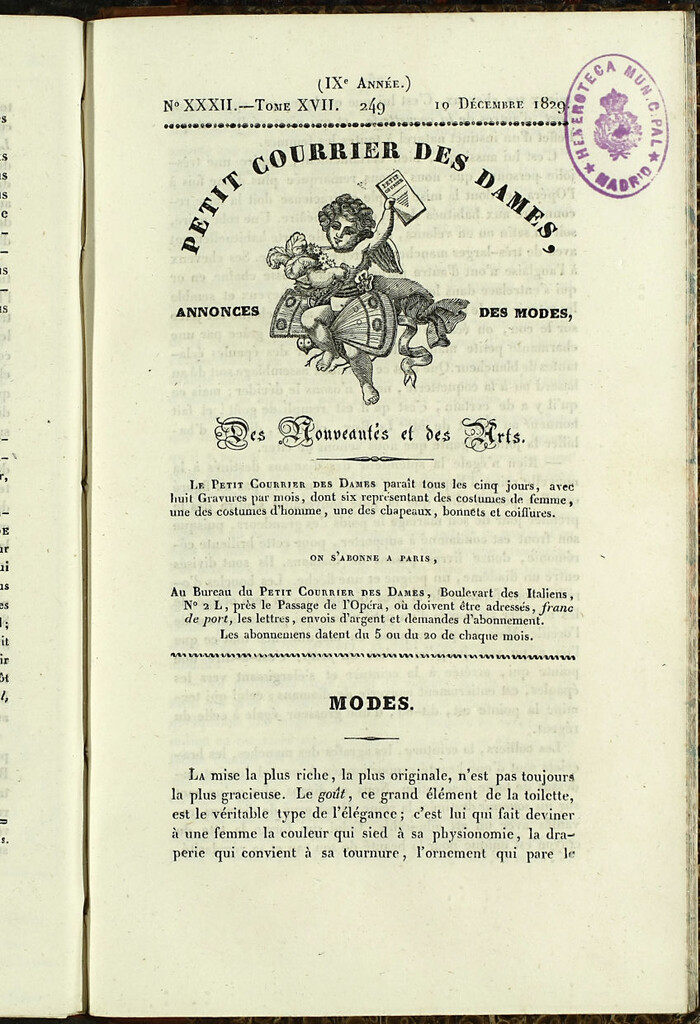 (IXe Année.)
No XXXII.—Tome XVII. 249 10 Décembre 1829.
HEMEROTECA MUNICIPAL
★ MADRID ★
PETIT COURRIER DES DAMES,
PETIT
COURRIER
ANNONCES DES MODES,
Des Nouveautés et des Arts.
Le Petit Courrier des Dames paraît tous les cinq jours, avec
huit Gravures par mois, dont six représentant des costumes de femme,
une des costumes d'homme, une des chapeaux, bonnets et coiffures.
ON S'ABONNE A PARIS,
Au Bureau du Petit Courrier des Dames, Boulevart des Italiens,
No 2 L, près le Passage de l'Opéra, où doivent être adressés, franc
de port, les lettres, envois d'argent et demandes d'abonnement.
Les abonnemens datent du 5 ou du 20 de chaque mois.
MODES.
La mise la plus riche, la plus originale, n'est pas toujours
la plus gracieuse. Le goût, ce grand élément de la toilette,
est le véritable type de l'élégance; c'est lui qui fait deviner
à une femme la couleur qui sied à sa physionomie, la dra-
perie qui convient à sa tournure, l'ornement qui pare le